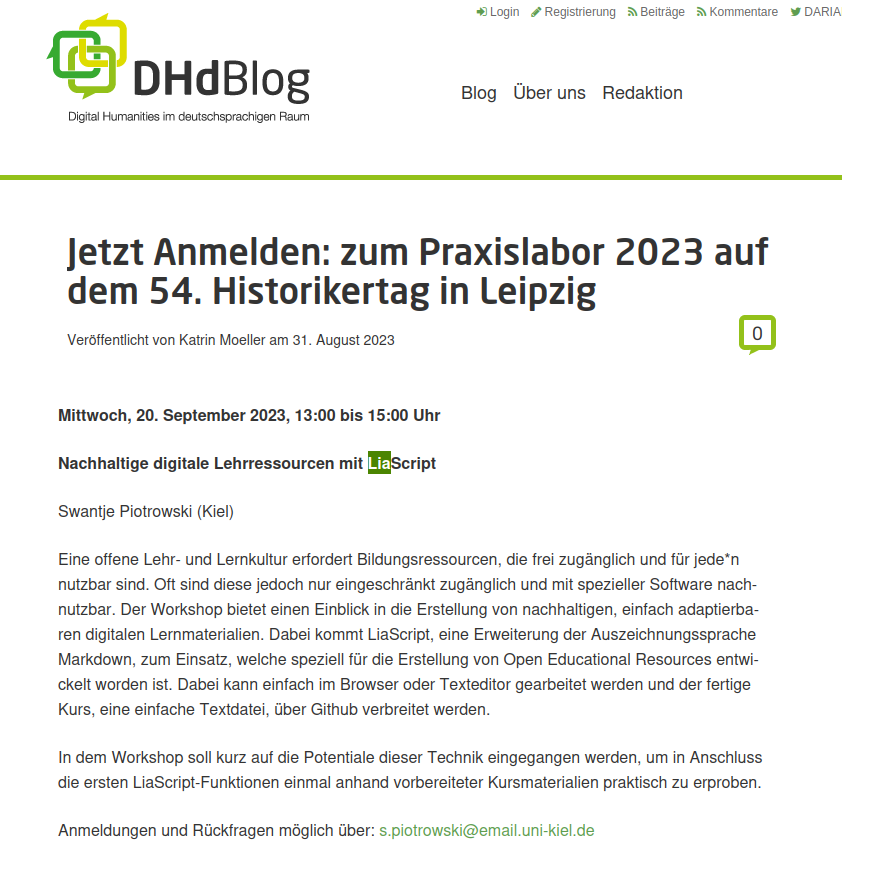 Login Registrierung Beiträge Kommentare DARIA
DHdBlog
Digital Humanities im deutschsprachigen Raum
Blog Über uns Redaktion
Jetzt Anmelden: zum Praxislabor 2023 auf
dem 54. Historikertag in Leipzig
Veröffentlicht von Katrin Moeller am 31. August 2023
0
Mittwoch, 20. September 2023, 13:00 bis 15:00 Uhr
Nachhaltige digitale Lehrressourcen mit LiaScript
Swantje Piotrowski (Kiel)
Eine offene Lehr- und Lernkultur erfordert Bildungsressourcen, die frei zugänglich und für jede*n
nutzbar sind. Oft sind diese jedoch nur eingeschränkt zugänglich und mit spezieller Software nach-
nutzbar. Der Workshop bietet einen Einblick in die Erstellung von nachhaltigen, einfach adaptierba-
ren digitalen Lernmaterialien. Dabei kommt LiaScript, eine Erweiterung der Auszeichnungssprache
Markdown, zum Einsatz, welche speziell für die Erstellung von Open Educational Resources entwi-
ckelt worden ist. Dabei kann einfach im Browser oder Texteditor gearbeitet werden und der fertige
Kurs, eine einfache Textdatei, über Github verbreitet werden.
In dem Workshop soll kurz auf die Potentiale dieser Technik eingegangen werden, um in Anschluss
die ersten LiaScript-Funktionen einmal anhand vorbereiteter Kursmaterialien praktisch zu erproben.
Anmeldungen und Rückfragen möglich über: s.piotrowski@email.uni-kiel.de